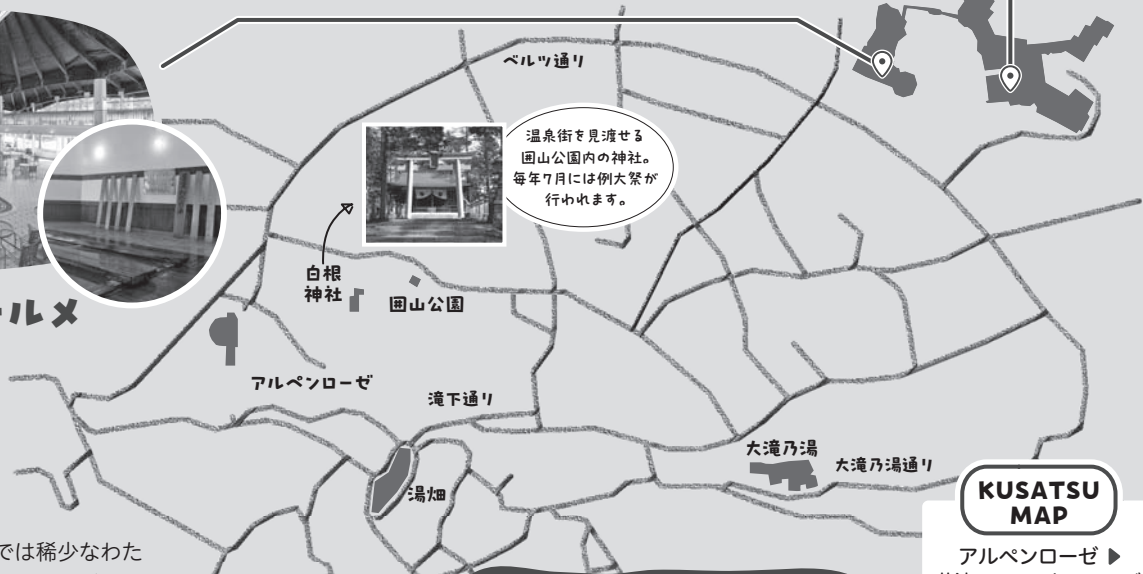 ベルツ通り
温泉街を見渡せる
囲山公園内の神社。
毎年7月には例大祭が
行われます。
白根
神社
囲山公園
ルメ
アルペンローゼ
滝下通り
大滝乃湯
大滝乃湯通り
湯畑
KUSATSU
MAP
では稀少なわた
アルペンローゼ ▶